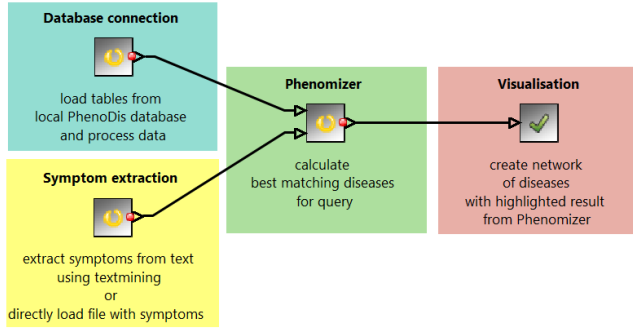 Database connection
load tables from
local PhenoDis database
and process data
Symptom extraction
extract symptoms from text
using textmining
or
directly load file with symptoms
Phenomizer
calculate
best matching diseases
for query
Visualisation
create network
of diseases
with highlighted result
from Phenomizer